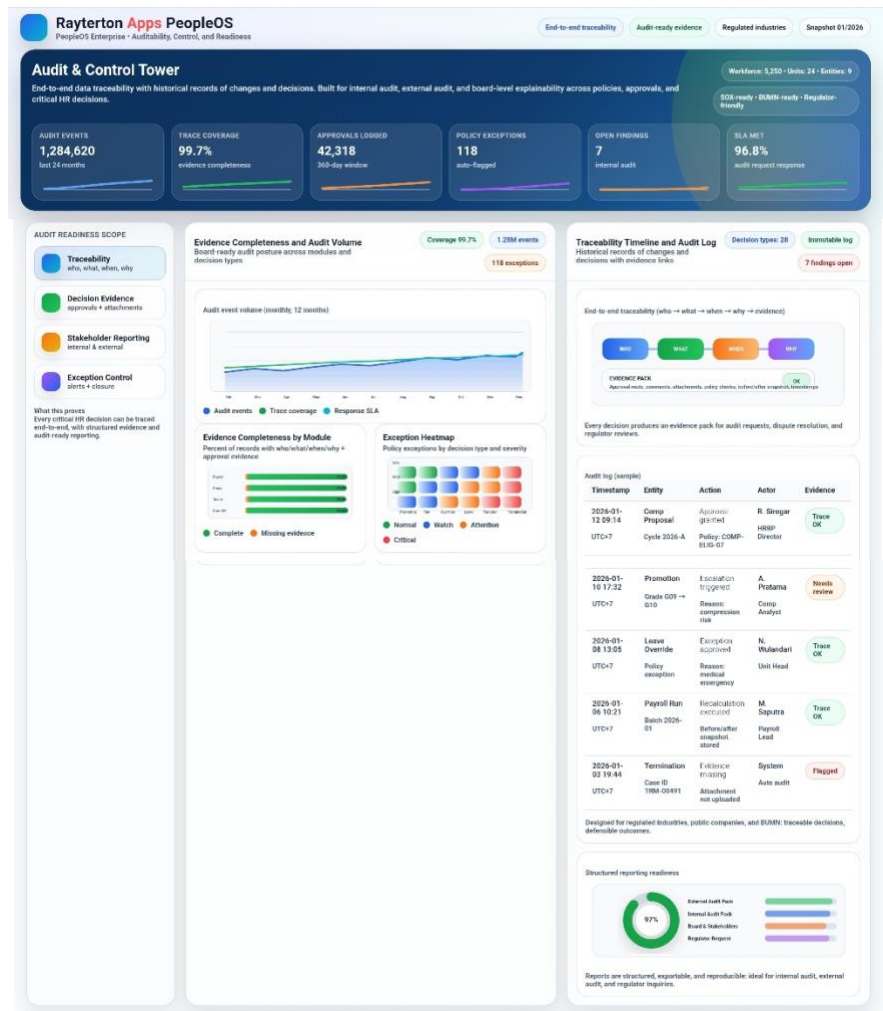 Rayterton Apps PeopleOS
PeopleOS Enterprise • Auditability, Control, and Readiness
End-to-end traceability
Audit-ready evidence
Regulated industries
Snapshot 01/2026
Audit & Control Tower
End-to-end data traceability with historical records of changes and decisions. Built for internal audit, external audit, and board-level explainability across policies, approvals, and
critical HR decisions.
Workforce: 5,250 • Units: 24 • Entities: 9
SOX-ready • BUMN-ready • Regulator-
friendly
AUDIT EVENTS
1,284,620
last 24 months
TRACE COVERAGE
99.7%
evidence completeness
APPROVALS LOGGED
42,318
360-day window
POLICY EXCEPTIONS
118
auto-flagged
OPEN FINDINGS
7
internal audit
SLA MET
96.8%
audit request response
AUDIT READINESS SCOPE
Traceability
who, what, when, why
Decision Evidence
approvals + attachments
Stakeholder Reporting
internal & external
Exception Control
alerts + closure
What this proves
Every critical HR decision can be traced
end-to-end, with structured evidence and
audit-ready reporting.
Evidence Completeness and Audit Volume
Board-ready audit posture across modules and
decision types
Coverage 99.7%
1.28M events
118 exceptions
Audit event volume (monthly, 12 months)
Audit events
Trace coverage
Response SLA
Evidence Completeness by Module
Percent of records with who/what/when/why +
approval evidence
Complete
Missing evidence
Exception Heatmap
Policy exceptions by decision type and severity
Normal
Watch
Attention
Critical
Traceability Timeline and Audit Log
Historical records of changes and
decisions with evidence links
Decision types: 28
Immutable log
7 findings open
End-to-end traceability (who → what → when → why → evidence)
WHO
WHAT
WHEN
WHY
EVIDENCE PACK
Approval route, comments, attachments, policy checks, before/after snapshot, timestamps
OK
Every decision produces an evidence pack for audit requests, dispute resolution, and
regulator reviews.
Audit log (sample)
Timestamp Entity Action Actor Evidence
2026-01-
12 09:14
UTC+7
Comp
Proposal
Cycle 2026-A
Approval
granted
Policy: COMP-
ELIG-07
R. Siregar
HRBP
Director
Trace
OK
2026-01-
10 17:32
UTC+7
Promotion
Grade G09 →
G10
Escalation
triggered
Reason:
compression
risk
A.
Pratama
Comp
Analyst
Needs
review
2026-01-
08 13:05
UTC+7
Leave
Override
Policy
exception
Exception
approved
Reason:
medical
emergency
N.
Wulandari
Unit Head
Trace
OK
2026-01-
06 10:21
UTC+7
Payroll Run
Batch 2026-
01
Recalculation
executed
Before/after
snapshot
stored
M.
Saputra
Payroll
Lead
Trace
OK
2026-01-
03 19:44
UTC+7
Termination
Case ID
TRM-00491
Evidence
missing
Attachment
not uploaded
System
Auto audit
Flagged
Designed for regulated industries, public companies, and BUMN: traceable decisions,
defensible outcomes.
Structured reporting readiness
97%
External Audit Pack
Internal Audit Pack
Board & Stakeholders
Regulator Request
Reports are structured, exportable, and reproducible: ideal for internal audit, external
audit, and regulator inquiries.